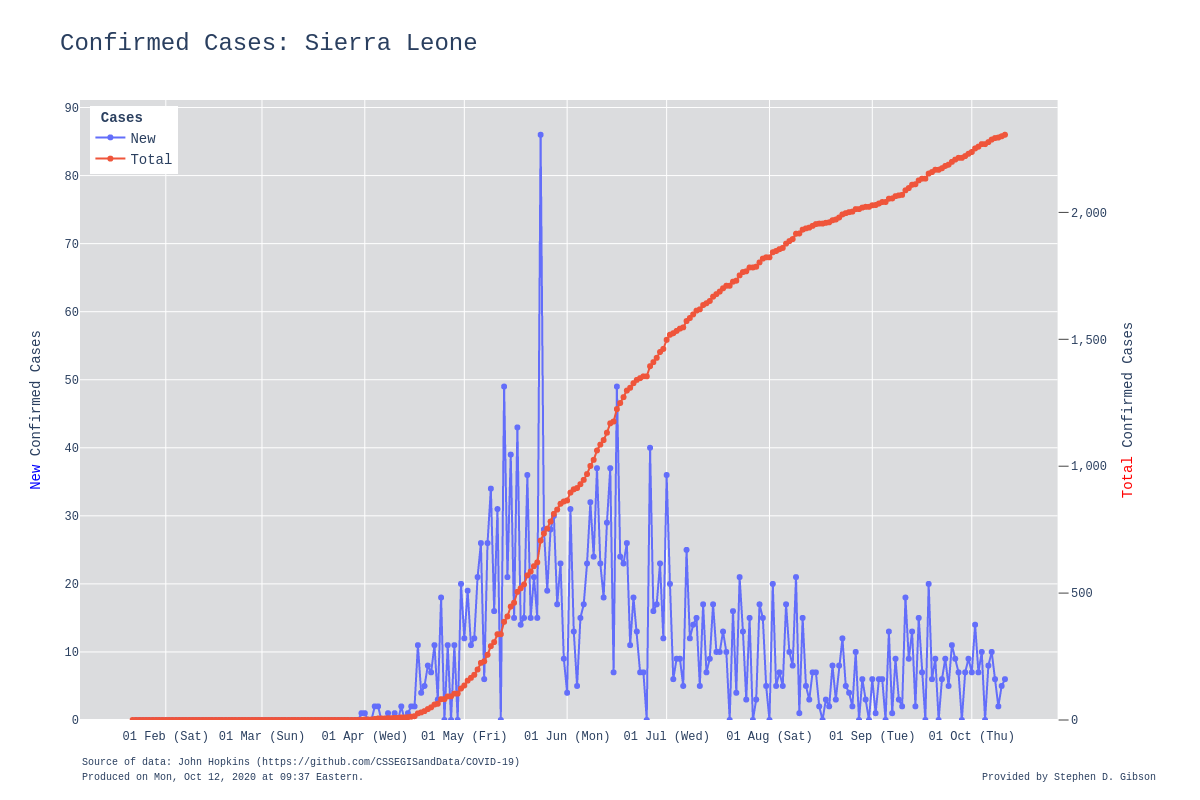 Confirmed Cases: Sierra Leone
Cases
New
Total
90
80
70
60
50
40
30
20
10
0
New Confirmed Cases
2,000
1,500
1,000
500
0
Total Confirmed Cases
01 Feb (Sat) 01 Mar (Sun) 01 Apr (Wed) 01 May (Fri) 01 Jun (Mon) 01 Jul (Wed) 01 Aug (Sat) 01 Sep (Tue) 01 Oct (Thu)
Source of data: John Hopkins (https://github.com/CSSEGISandData/COVID-19)
Produced on Mon, Oct 12, 2020 at 09:37 Eastern.
Provided by Stephen D. Gibson